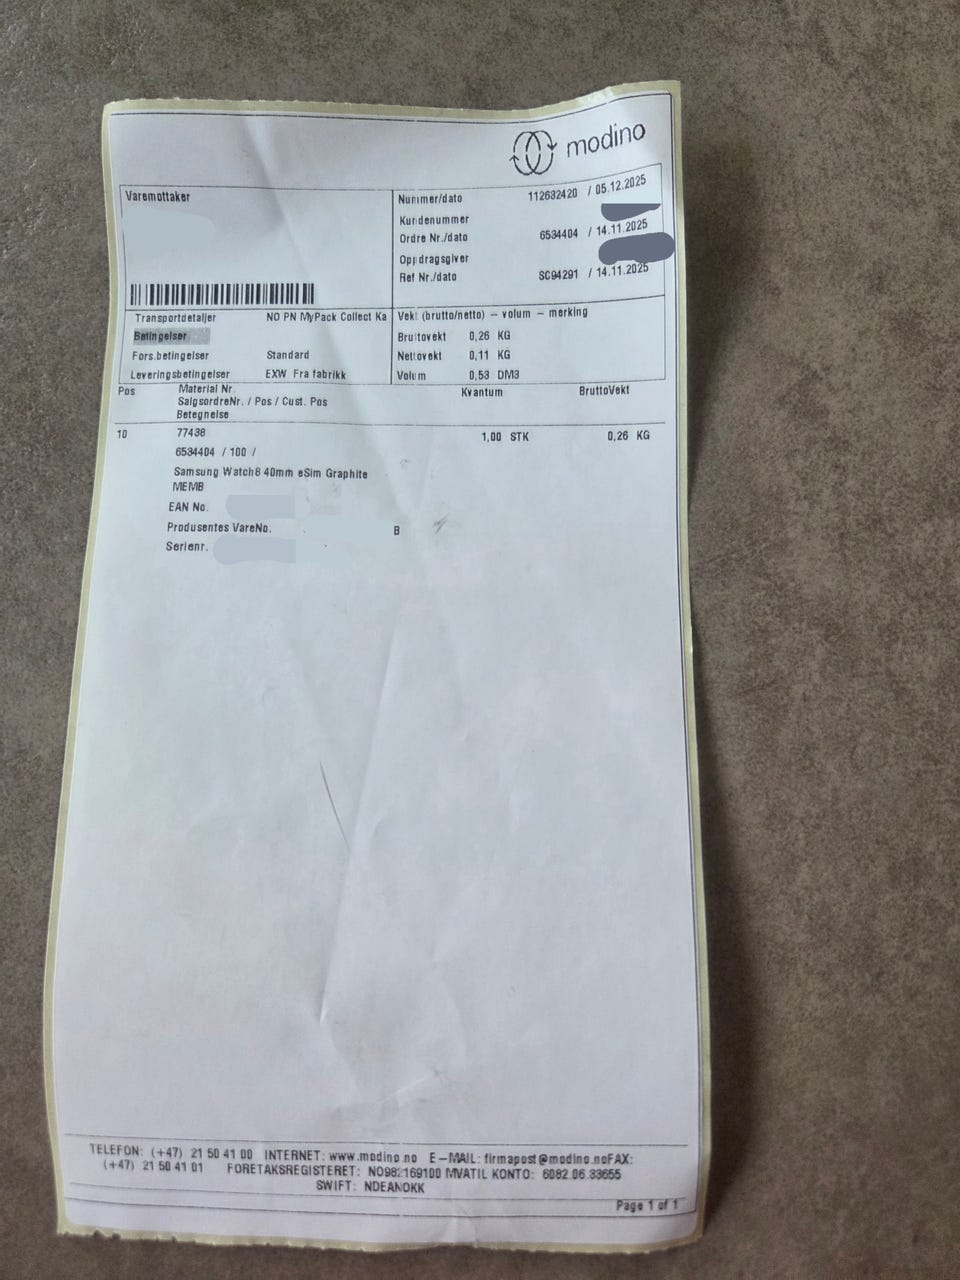 modino
Varemottaker
Nummer/dato 112632420 / 05.12.2025
Kundenummer
Ordre Nr./dato 6534404 / 14.11.2025
Oppdragsgiver
Ref Nr./dato SC94291 / 14.11.2025
Transportdetaljer NO PN MyPack Collect Ka
Betingelser
Fors.betingelser Standard
Leveringsbetingelser EXW Fra fabrikk
Vekt (brutto/netto) – volum – merking
Bruttovekt 0,26 KG
Nettovekt 0,11 KG
Volum 0,53 DM3
Pos Material Nr. Kvantum BruttoVekt
SalgsordreNr. / Pos / Cust. Pos
Betegnelse
10 77438 1,00 STK 0,26 KG
6534404 / 100 /
Samsung Watch8 40mm eSim Graphite
MEMB
EAN No.
Produsentes VareNo. B
Serienr.
TELEFON: (+47) 21 50 41 00 INTERNET: www.modino.no E–MAIL: firmapost@modino.noFAX:
(+47) 21 50 41 01 FORETAKSREGISTERET: NO982169100 MVATIL KONTO: 6082.06.33655
SWIFT: NDEANOKK
Page 1 of 1